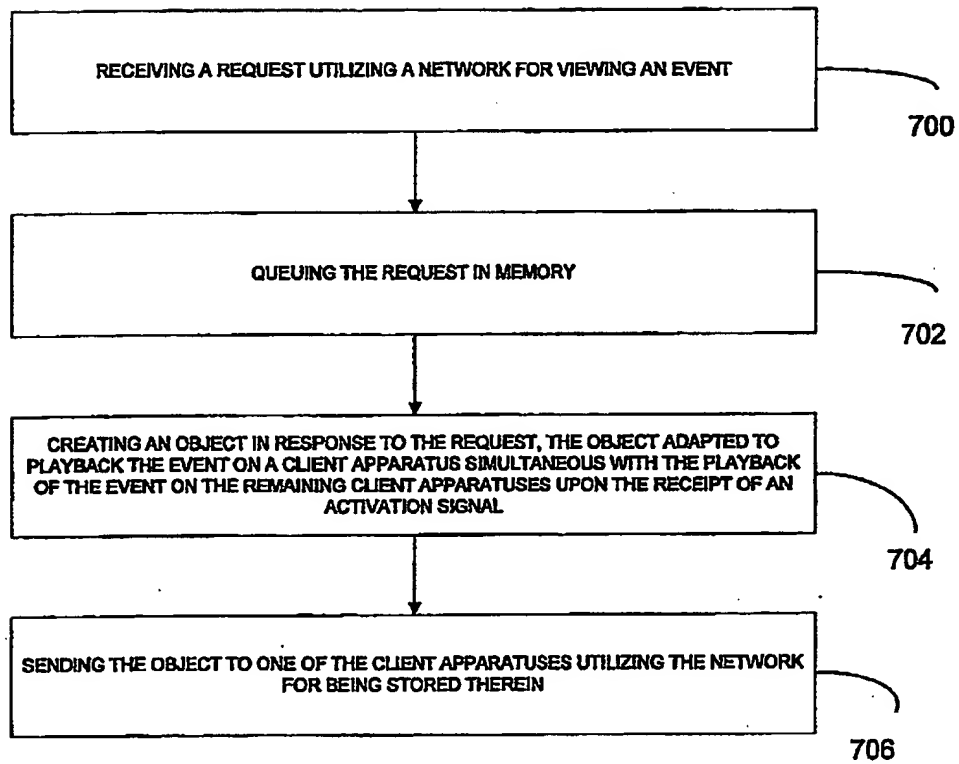 RECEIVING A REQUEST UTILIZING A NETWORK FOR VIEWING AN EVENT
700
QUEUING THE REQUEST IN MEMORY
702
CREATING AN OBJECT IN RESPONSE TO THE REQUEST, THE OBJECT ADAPTED TO
PLAYBACK THE EVENT ON A CLIENT APPARATUS SIMULTANEOUS WITH THE PLAYBACK
OF THE EVENT ON THE REMAINING CLIENT APPARATUSES UPON THE RECEIPT OF AN
ACTIVATION SIGNAL
704
SENDING THE OBJECT TO ONE OF THE CLIENT APPARATUSES UTILIZING THE NETWORK
FOR BEING STORED THEREIN
706